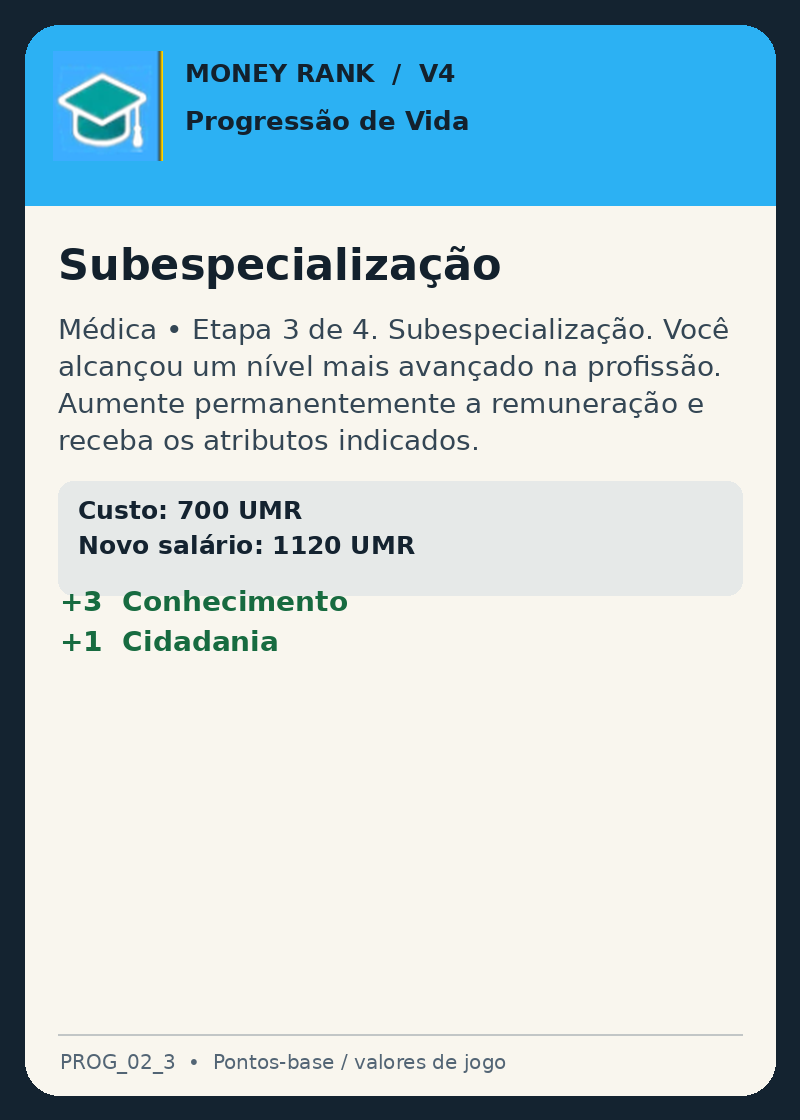 MONEY RANK / V4
Progressão de Vida
Subespecialização
Médica • Etapa 3 de 4. Subespecialização. Você
alcançou um nível mais avançado na profissão.
Aumente permanentemente a remuneração e
receba os atributos indicados.
Custo: 700 UMR
Novo salário: 1120 UMR
+3 Conhecimento
+1 Cidadania
PROG_02_3 • Pontos-base / valores de jogo